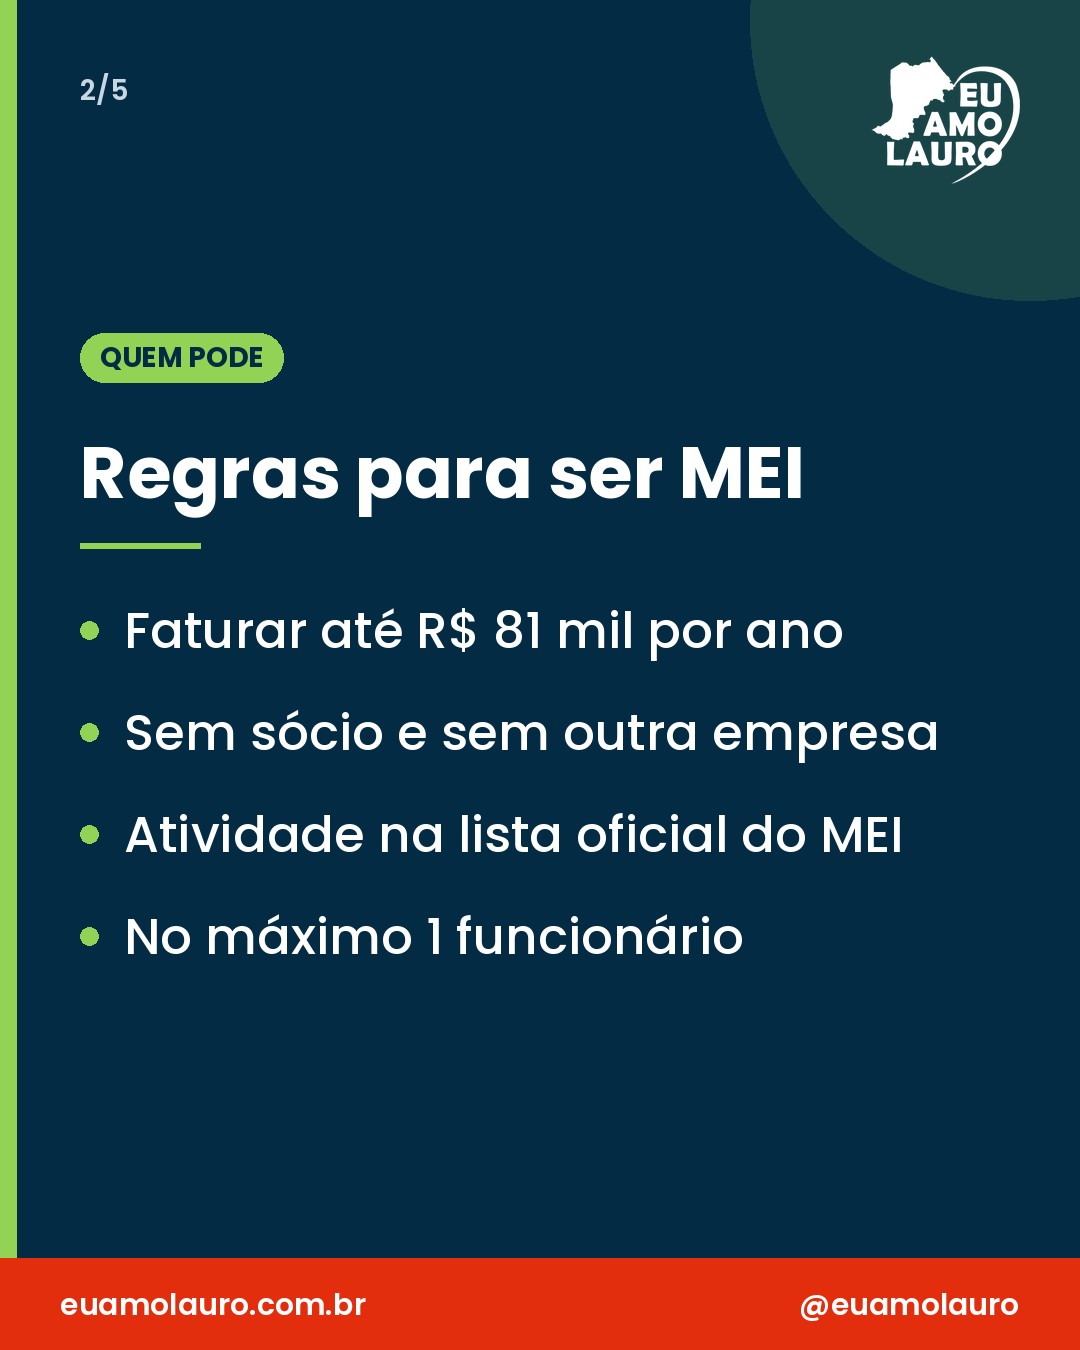 2/5
EU
AMO
LAURO
QUEM PODE
Regras para ser MEI
Faturar até R$ 81 mil por ano
Sem sócio e sem outra empresa
Atividade na lista oficial do MEI
No máximo 1 funcionário
euamolauro.com.br
@euamolauro